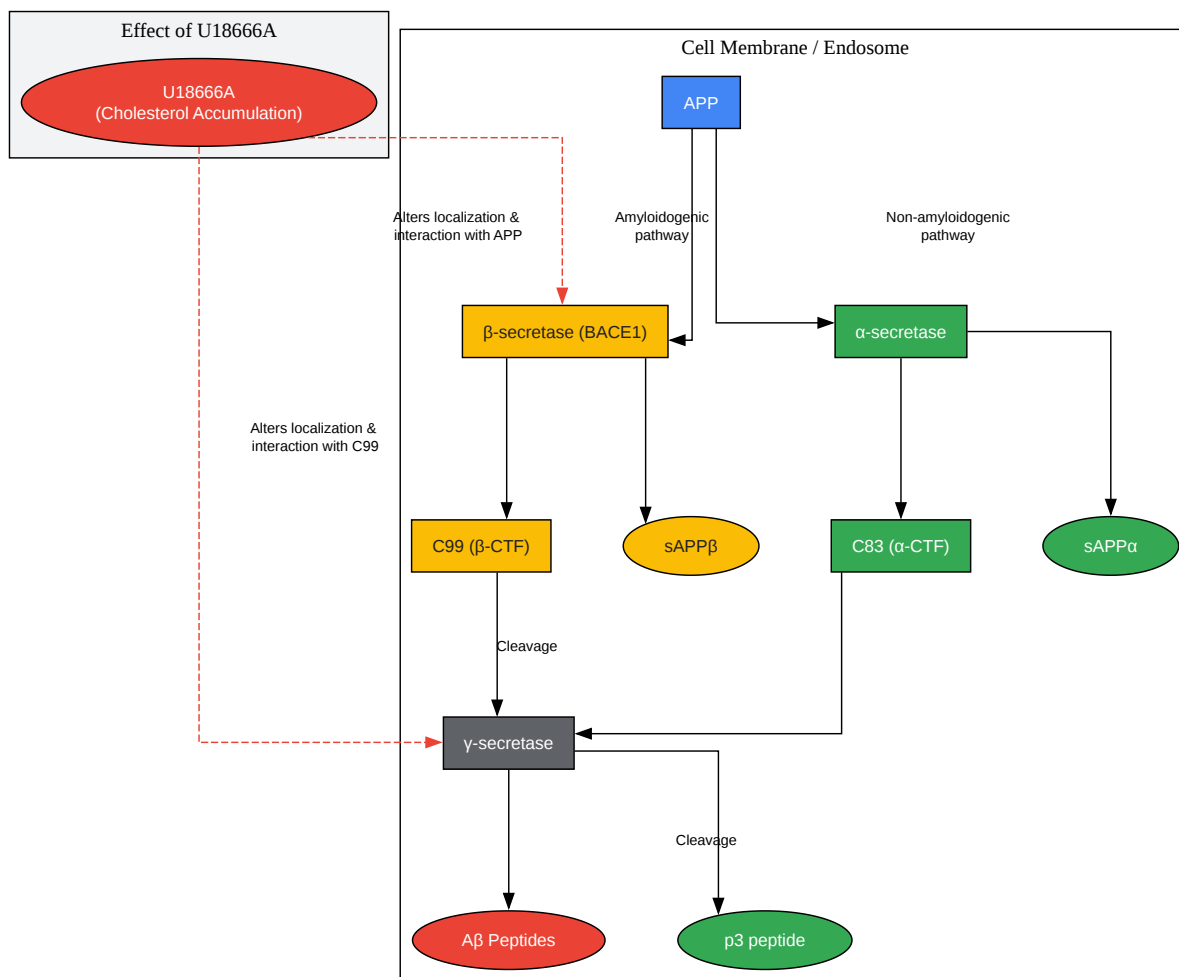 Effect of U18666A
U18666A
(Cholesterol Accumulation)
Cell Membrane / Endosome
APP
Alters localization &
interaction with APP
Amyloidogenic
pathway
Non-amyloidogenic
pathway
β-secretase (BACE1)
α-secretase
Alters localization &
interaction with C99
C99 (β-CTF)
sAPPβ
C83 (α-CTF)
sAPPα
Cleavage
γ-secretase
Cleavage
Aβ Peptides
p3 peptide